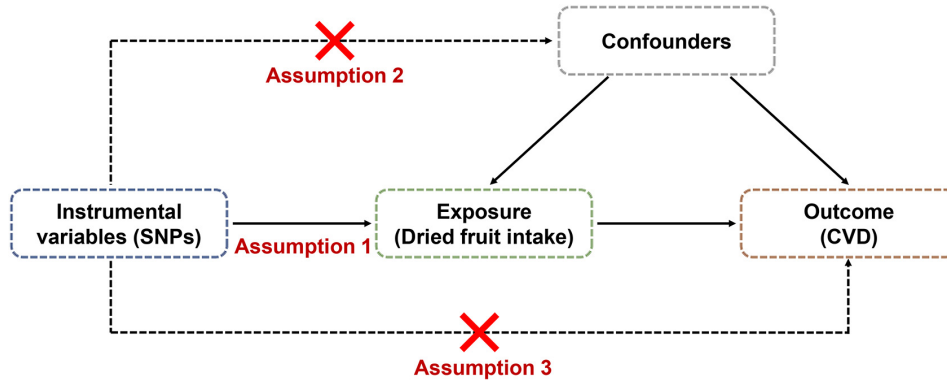 Confounders
Assumption 2
Instrumental
variables (SNPs)
Assumption 1
Exposure
(Dried fruit intake)
Outcome
(CVD)
Assumption 3